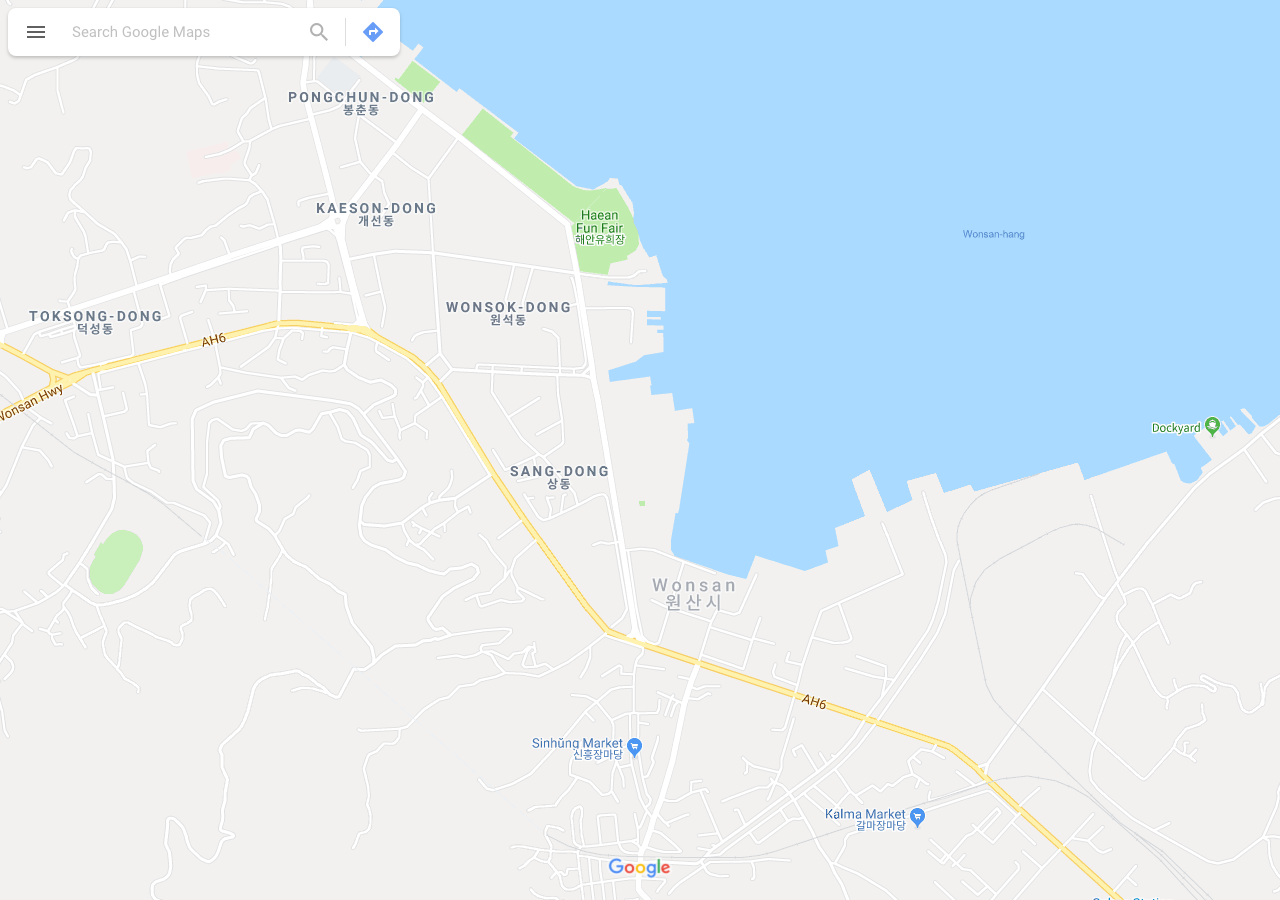 Search Google Maps
PONGCHUN-DONG
봉춘동
KAESON-DONG
개선동
Haean
Fun Fair
해안유희장
Wonsan-hang
WONSOK-DONG
원석동
TOKSONG-DONG
덕성동
AH6
Wonsan Hwy
Dockyard
SANG-DONG
상동
Wonsan
원산시
AH6
Sinhŭng Market
신흥장마당
Kalma Market
갈마장마당
Google